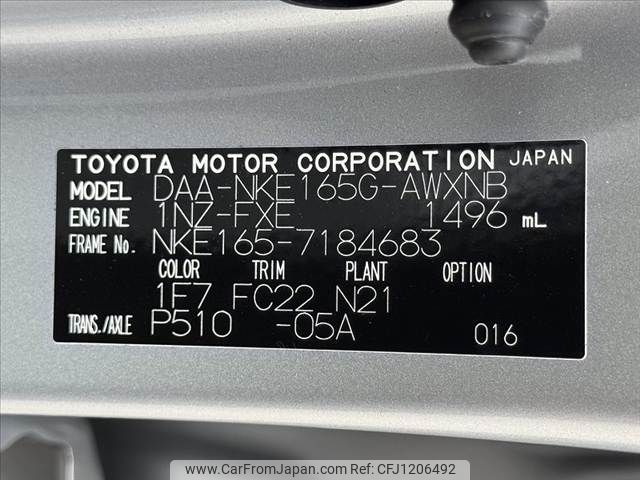 TOYOTA MOTOR CORPORATION JAPAN
MODEL DAA-NKE165G-AWXNB
ENGINE 1NZ-FXE 1496 mL
FRAME No. NKE165-7184683
COLOR TRIM PLANT OPTION
1F7 FC22 N21
TRANS./AXLE P510 -05A 016
www.CarFromJapan.com Ref:CFJ1206492